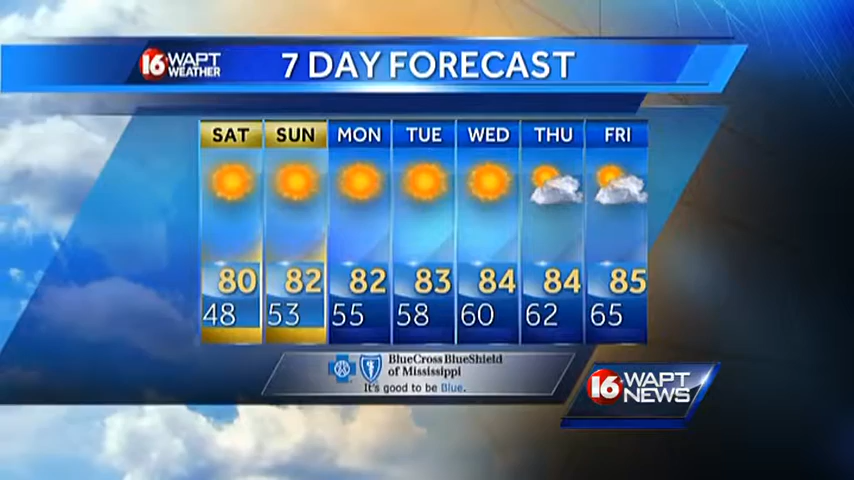 16 WAPT
WEATHER
7 DAY FORECAST
SAT SUN MON TUE WED THU FRI
80 82 82 83 84 84 85
48 53 55 58 60 62 65
BlueCross BlueShield
of Mississippi
It's good to be Blue.
16 WAPT
NEWS